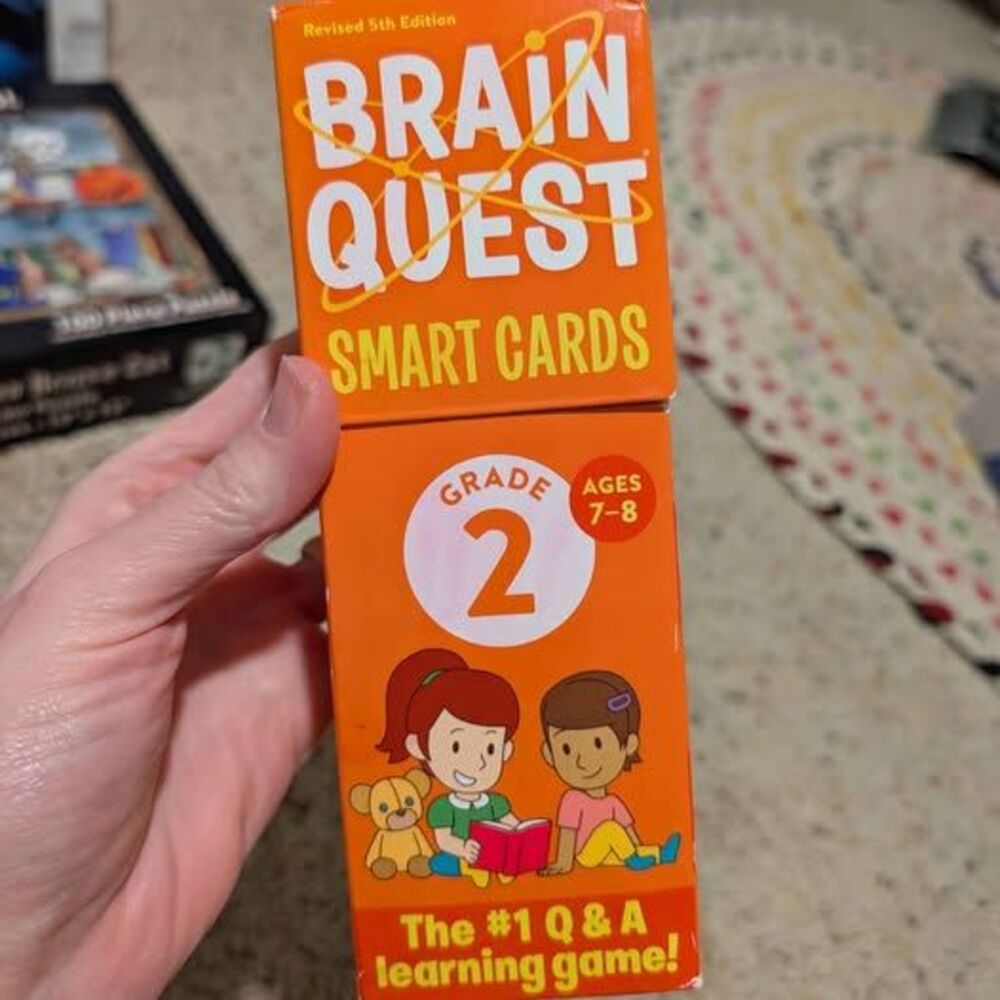 Revised 5th Edition
BRAIN
QUEST
SMART CARDS
GRADE
2
AGES
7–8
The #1 Q & A
learning game!